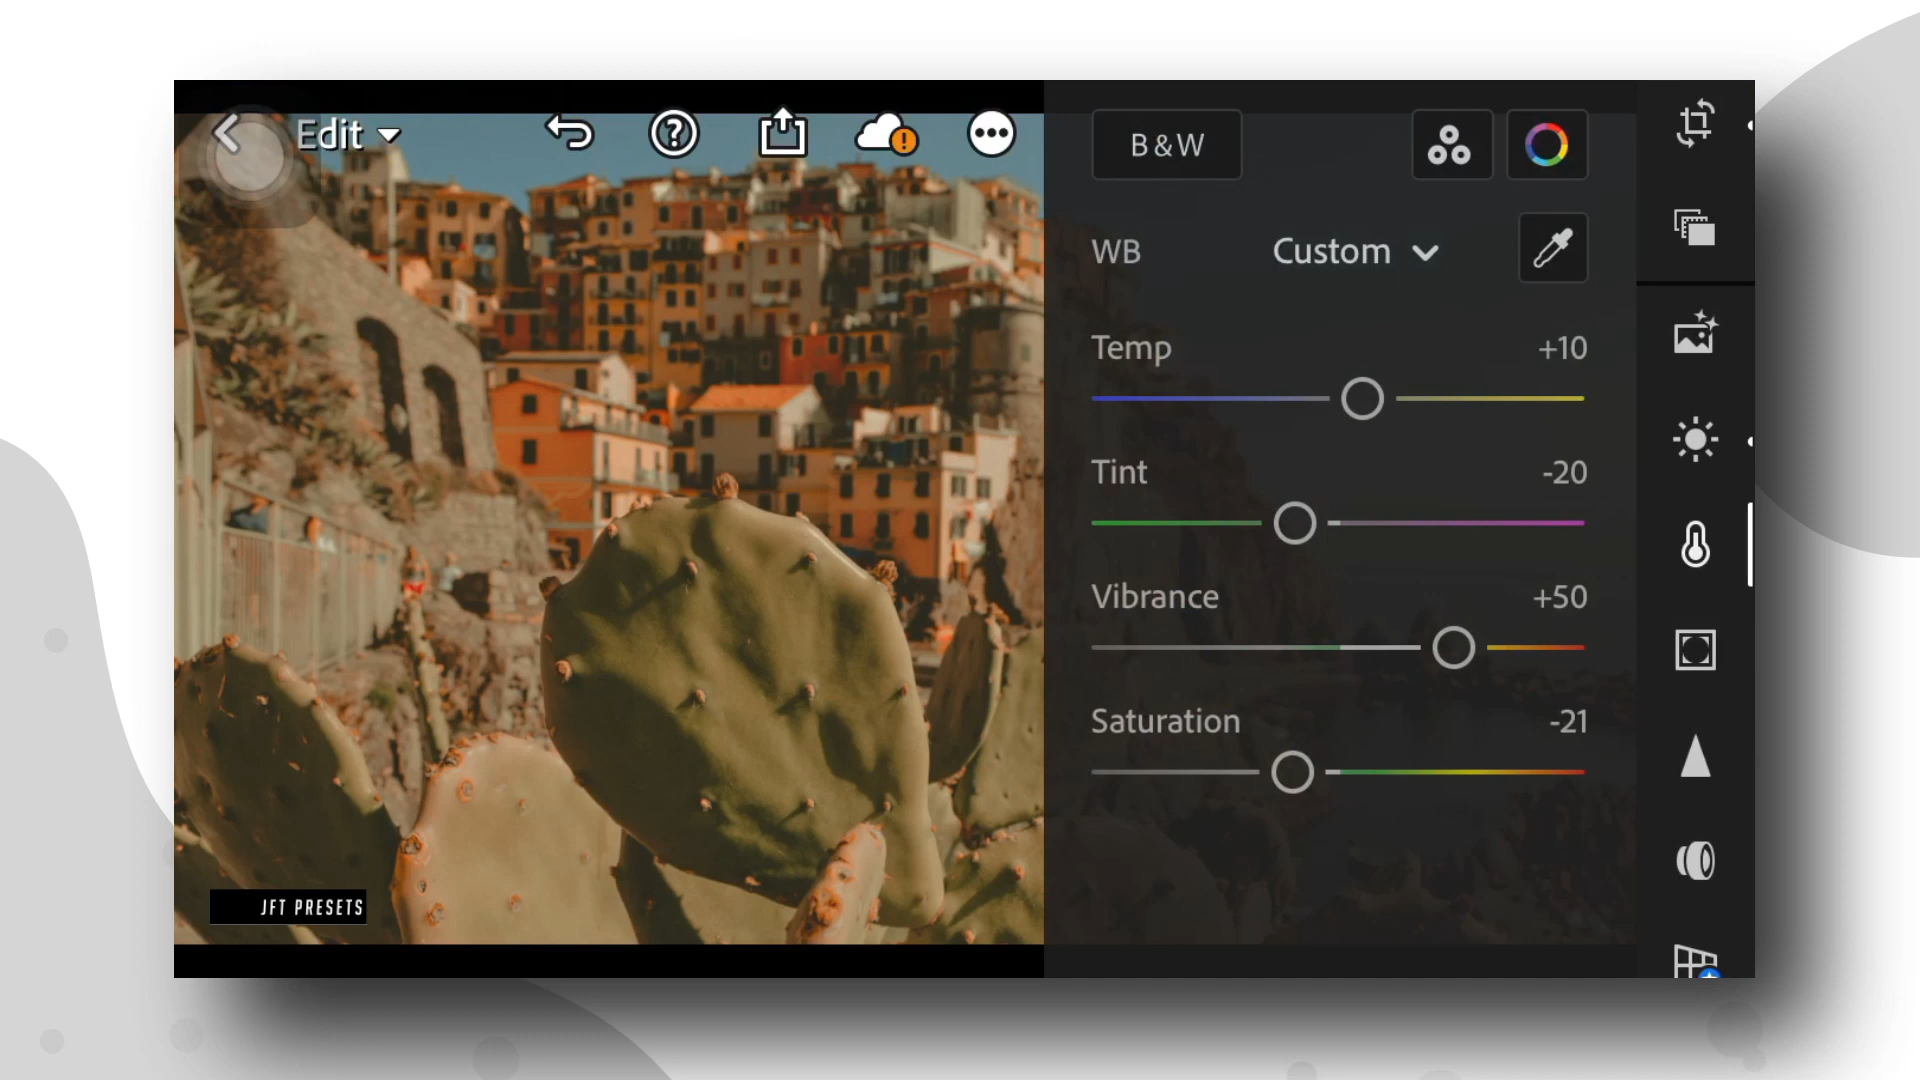 Edit
B&W
WB Custom
Temp +10
Tint -20
Vibrance +50
Saturation -21
JFT PRESETS